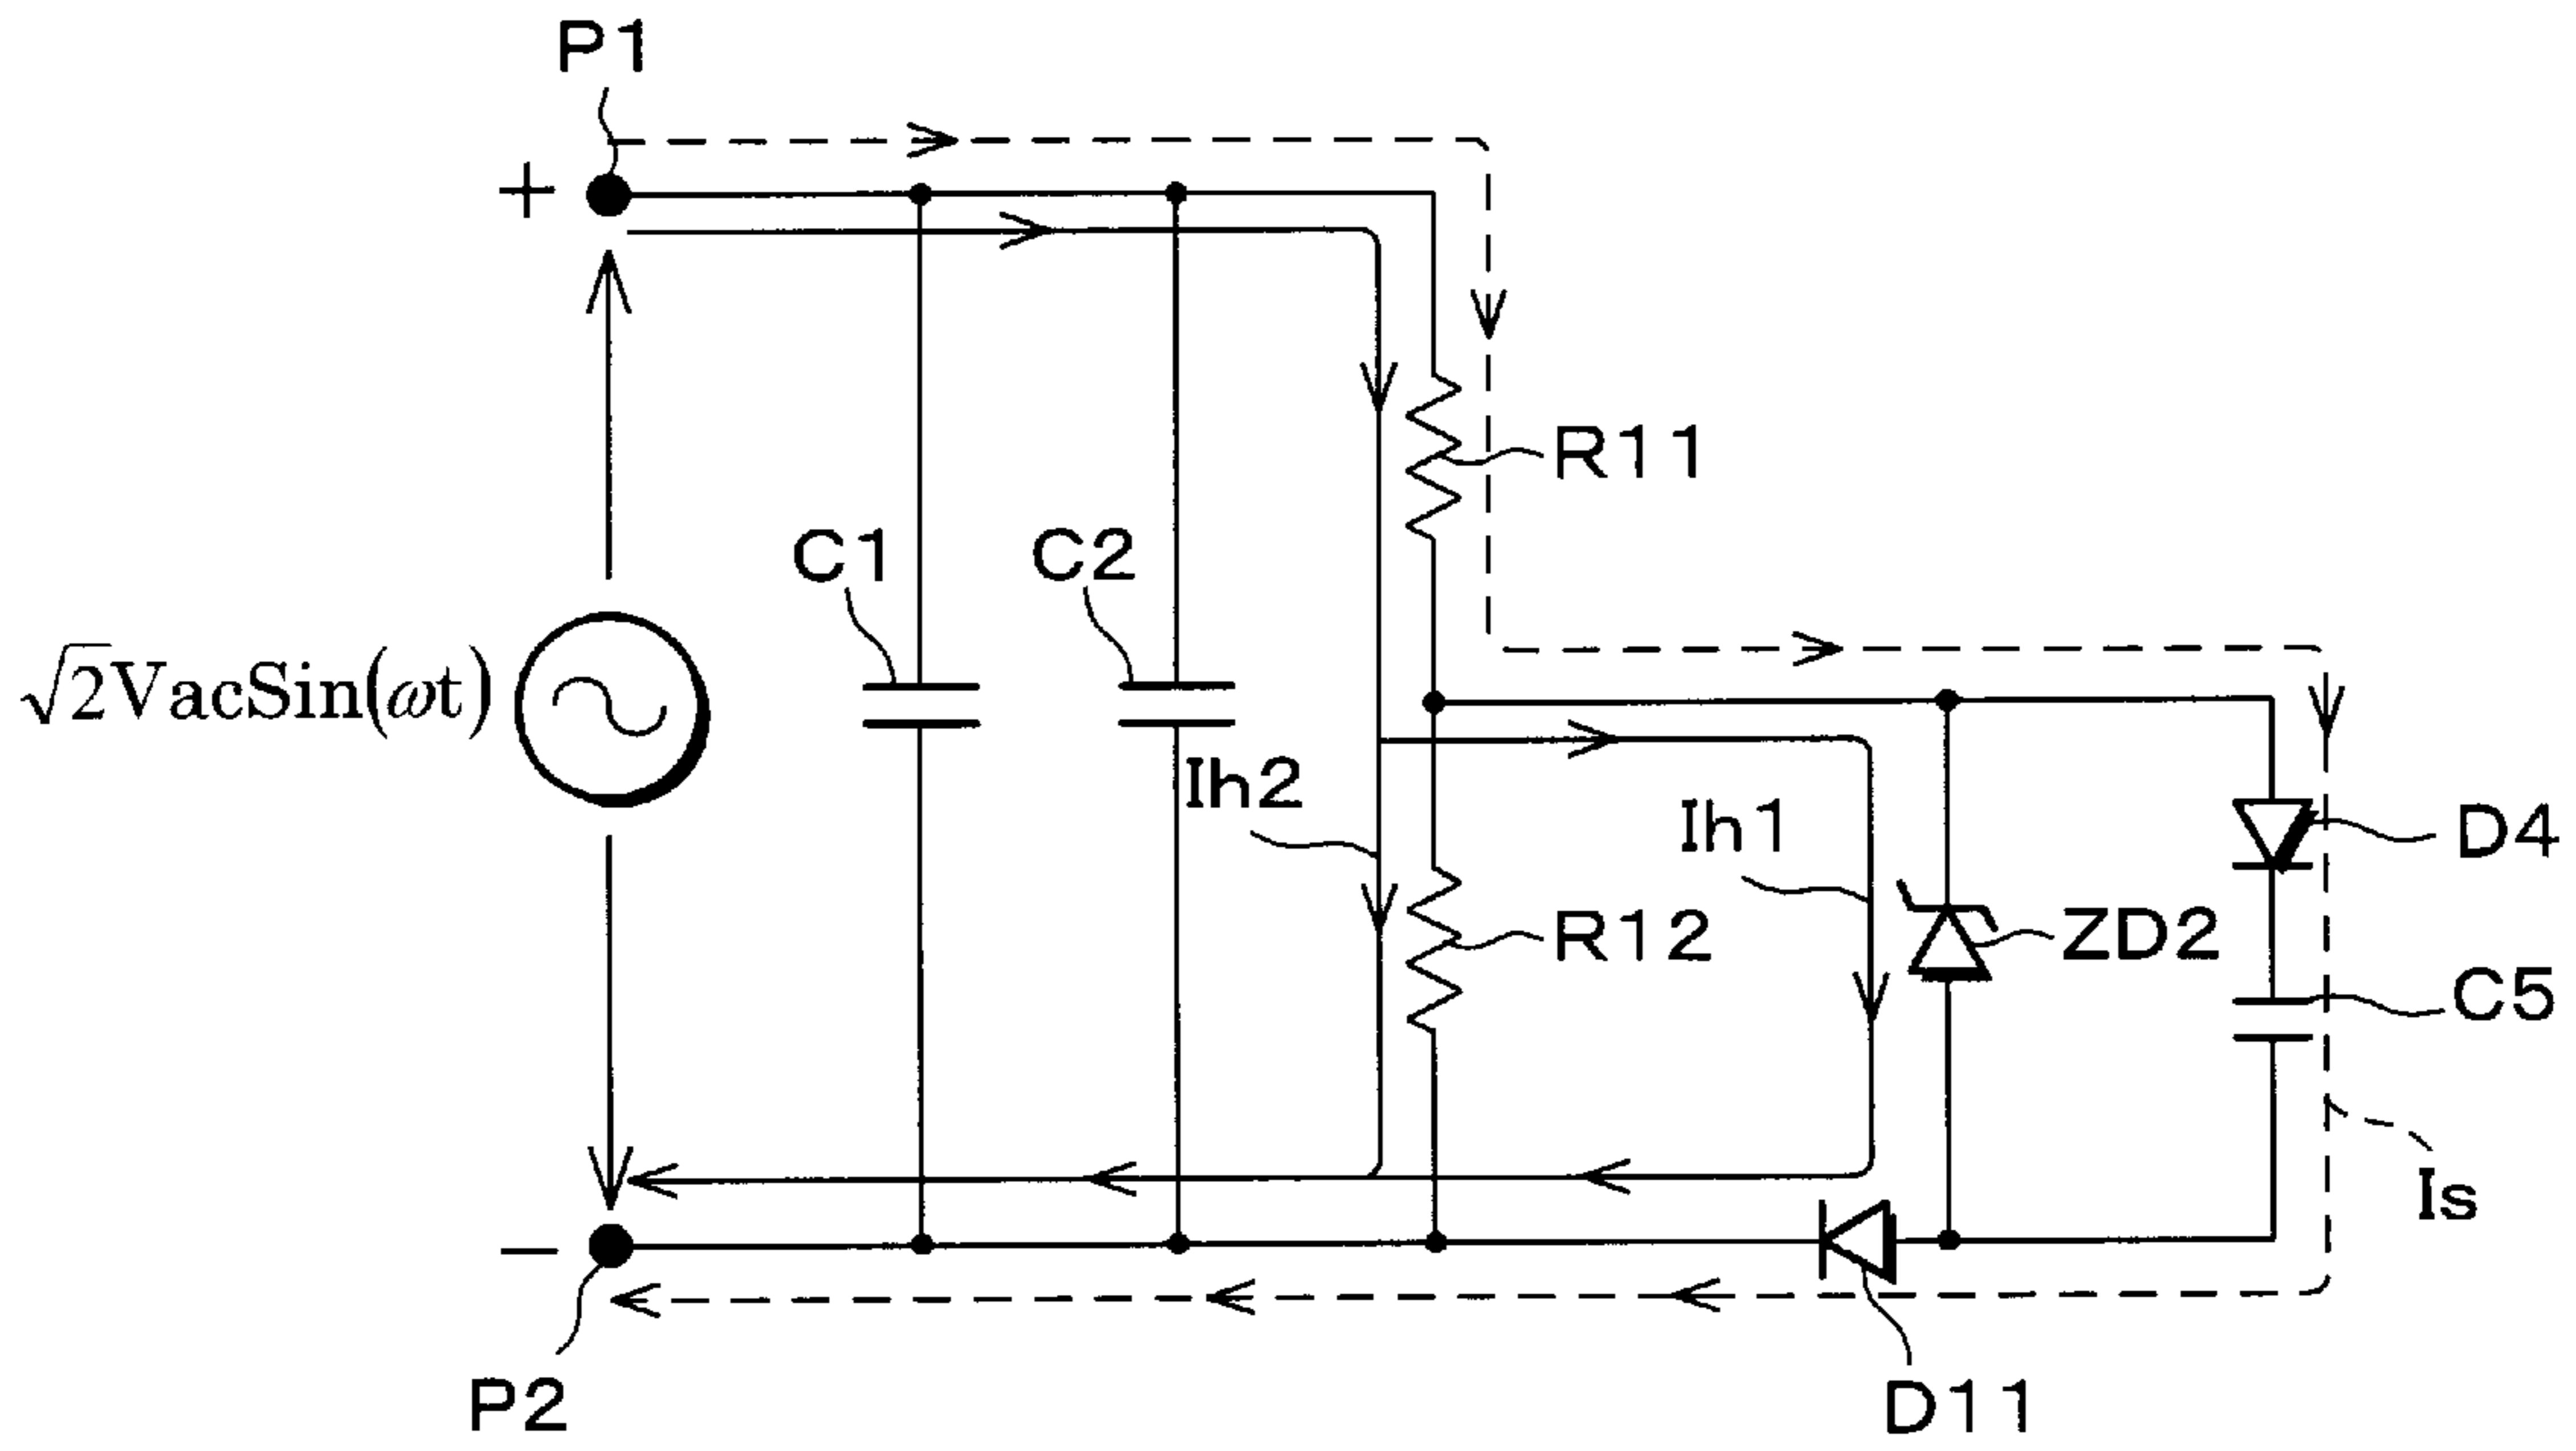 P1
+
R11
C1
C2
√2VacSin(ωt)
Ih2
Ih1
D4
R12
ZD2
C5
Is
−
P2
D11